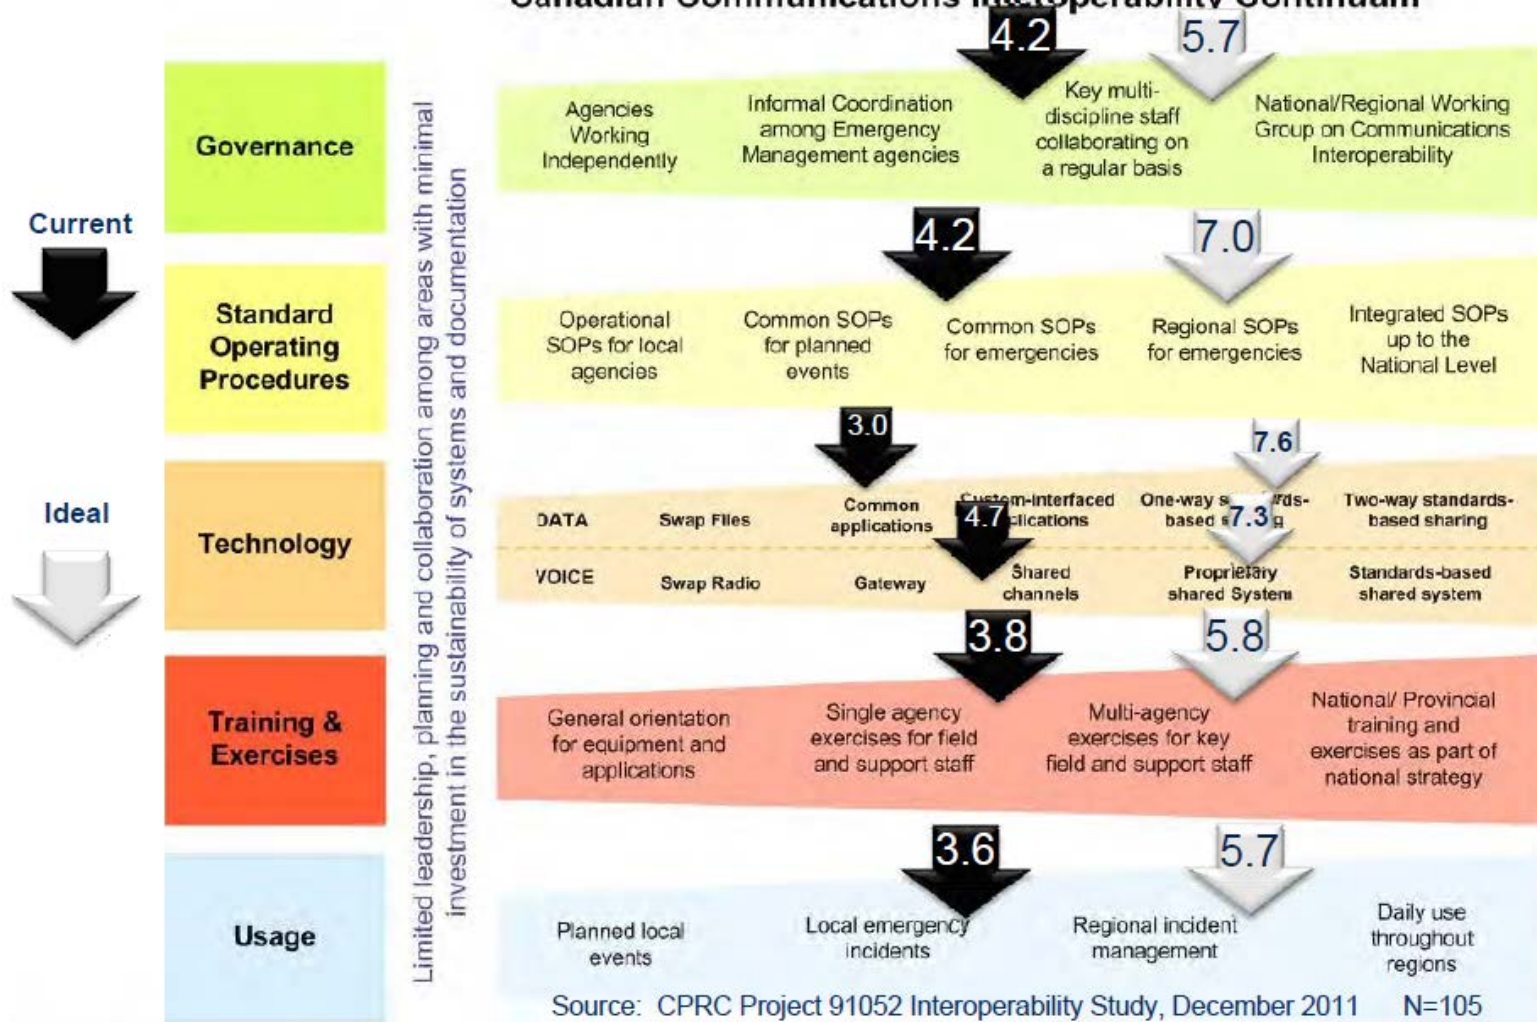 Canadian Communications Interoperability Continuum
4.2
5.7
Governance
Agencies
Working
Independently
Informal Coordination
among Emergency
Management agencies
Key multi-
discipline staff
collaborating on
a regular basis
National/Regional Working
Group on Communications
Interoperability
Current
Ideal
Limited leadership, planning and collaboration among areas with minimal
investment in the sustainability of systems and documentation
4.2
7.0
Standard
Operating
Procedures
Operational
SOPs for local
agencies
Common SOPs
for planned
events
Common SOPs
for emergencies
Regional SOPs
for emergencies
Integrated SOPs
up to the
National Level
3.0
7.6
Technology
DATA
Swap Files
Common
applications
Custom-interfaced
4.7
One-way
based
7.3
Two-way standards-
based sharing
VOICE
Swap Radio
Gateway
Shared
channels
Proprietary
shared System
Standards-based
shared system
3.8
5.8
Training &
Exercises
General orientation
for equipment and
applications
Single agency
exercises for field
and support staff
Multi-agency
exercises for key
field and support staff
National/ Provincial
training and
exercises as part of
national strategy
3.6
5.7
Usage
Planned local
events
Local emergency
incidents
Regional incident
management
Daily use
throughout
regions
Source: CPRC Project 91052 Interoperability Study, December 2011 N=105